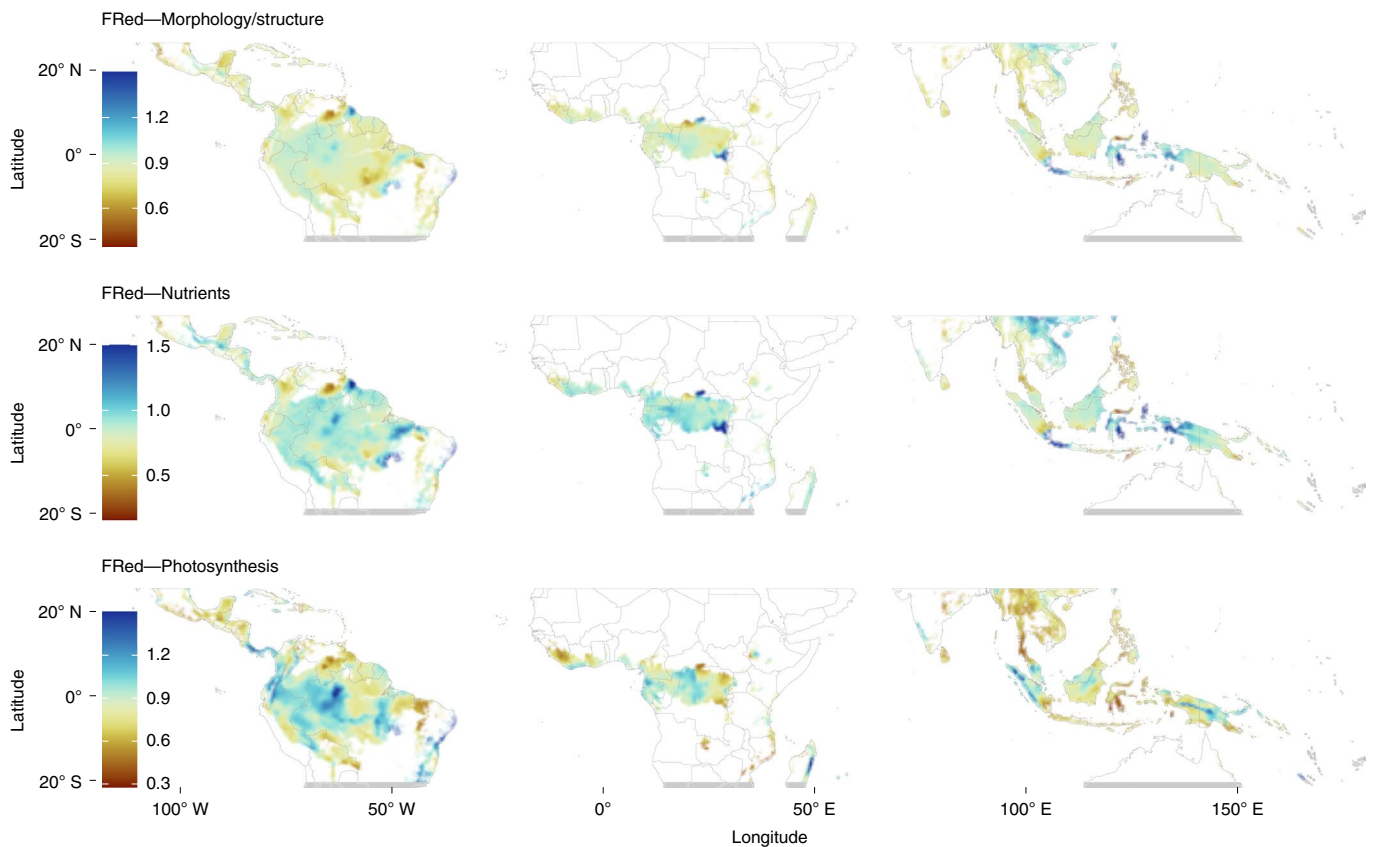 FRed—Morphology/structure
20° N
1.2
Latitude
0°
0.9
0.6
20° S
FRed—Nutrients
20° N
1.5
Latitude
1.0
0°
0.5
20° S
FRed—Photosynthesis
20° N
1.2
Latitude
0°
0.9
0.6
20° S
0.3
100° W
50° W
0°
50° E
100° E
150° E
Longitude